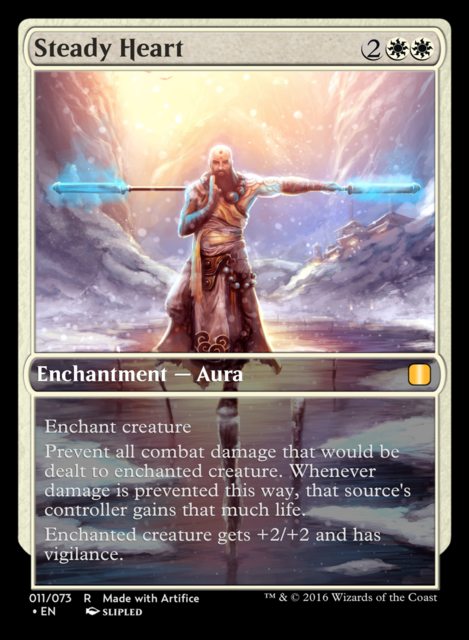 Steady Heart 2
Enchantment — Aura
Enchant creature
Prevent all combat damage that would be
dealt to enchanted creature. Whenever
damage is prevented this way, that source's
controller gains that much life.
Enchanted creature gets +2/+2 and has
vigilance.
011/073 R Made with Artifice ™ & © 2016 Wizards of the Coast
• EN SLIPLED